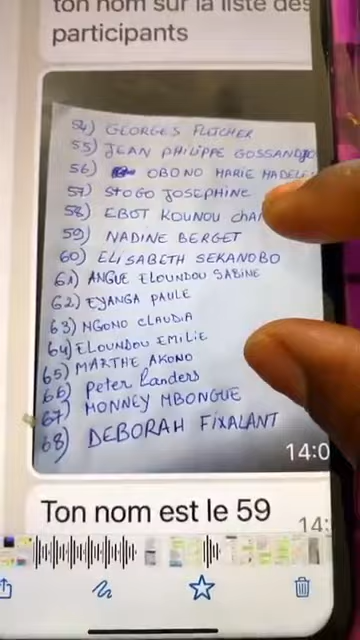 ton nom sur la liste des
participants
54) GEORGES FLETCHER
55) JEAN PHILIPPE GOSSANDJO
56) OBONO MARIE MADELE
57) STOGO JOSEPHINE
58) EBOT KOUNOU chAr
59) NADINE BERGET
60) ELISABETH SEKANOBO
61) ANGUE ELOUNDOU SABINE
62) EYANGA PAULE
63) NGONO CLAUDIA
64) ELOUNDOU EMILIE
65) MARTHE AKONO
66) Peter Landers
67) MONNEY MBONGUE
68) DEBORAH FIXALANT
14:0
Ton nom est le 59
14: